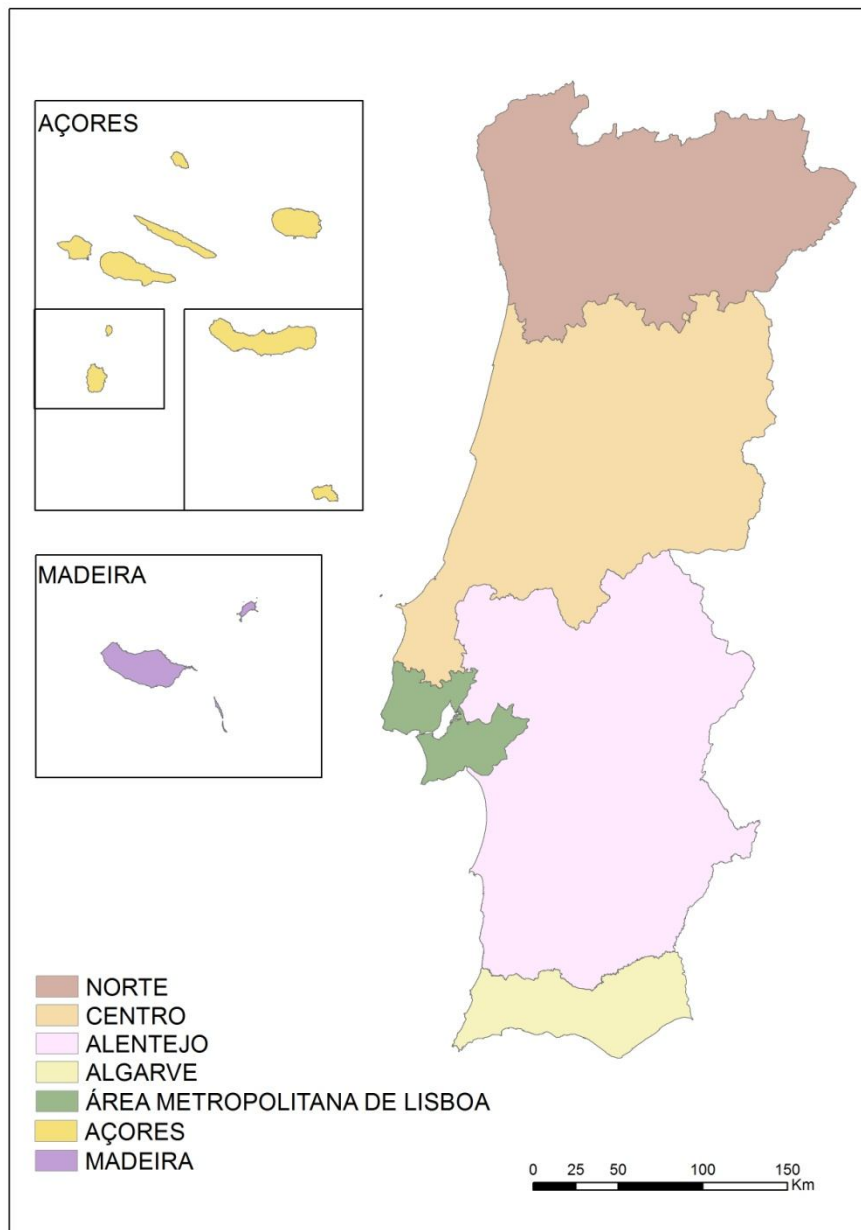 AÇORES
MADEIRA
NORTE
CENTRO
ALENTEJO
ALGARVE
ÁREA METROPOLITANA DE LISBOA
AÇORES
MADEIRA
0 25 50 100 150
Km